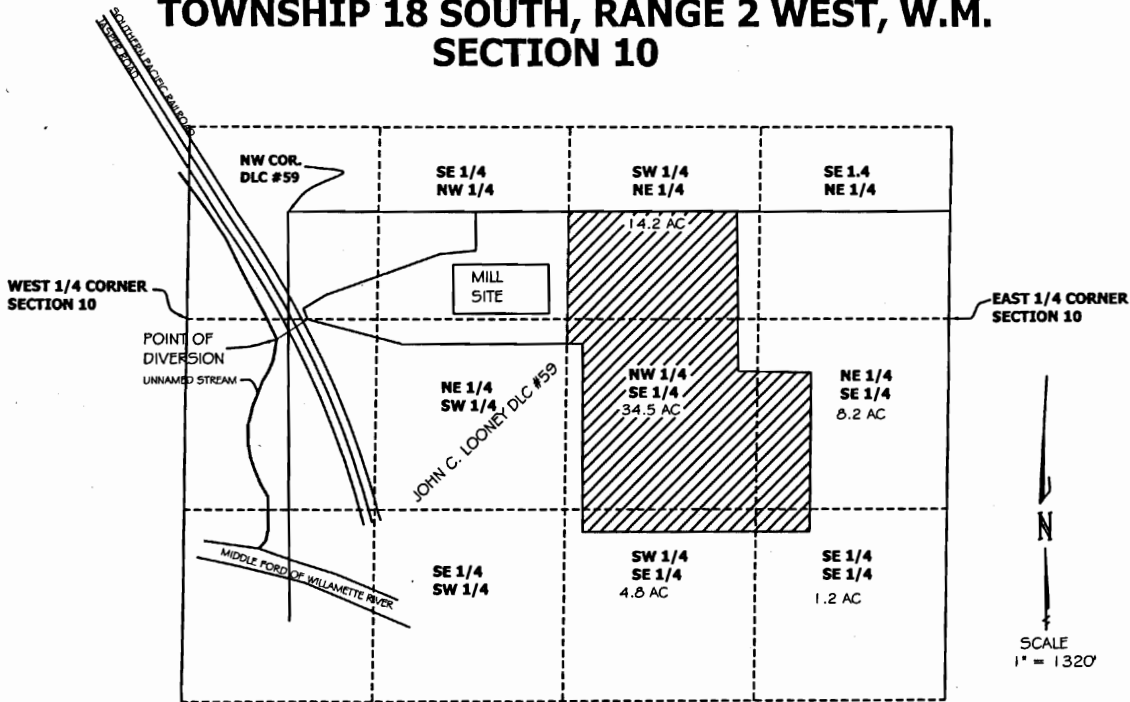 TOWNSHIP 18 SOUTH, RANGE 2 WEST, W.M.
SECTION 10
SOUTHERN PACIFIC RAILROAD
JASPER ROAD
NW COR.
DLC #59
SE 1/4
NW 1/4
SW 1/4
NE 1/4
14.2 AC
SE 1.4
NE 1/4
WEST 1/4 CORNER
SECTION 10
MILL
SITE
EAST 1/4 CORNER
SECTION 10
POINT OF
DIVERSION
UNNAMED STREAM
NE 1/4
SW 1/4
JOHN C. LOONEY DLC #59
NW 1/4
SE 1/4
34.5 AC
NE 1/4
SE 1/4
8.2 AC
N
MIDDLE FORD OF WILLAMETTE RIVER
SE 1/4
SW 1/4
SW 1/4
SE 1/4
4.8 AC
SE 1/4
SE 1/4
1.2 AC
SCALE
1" = 1320'